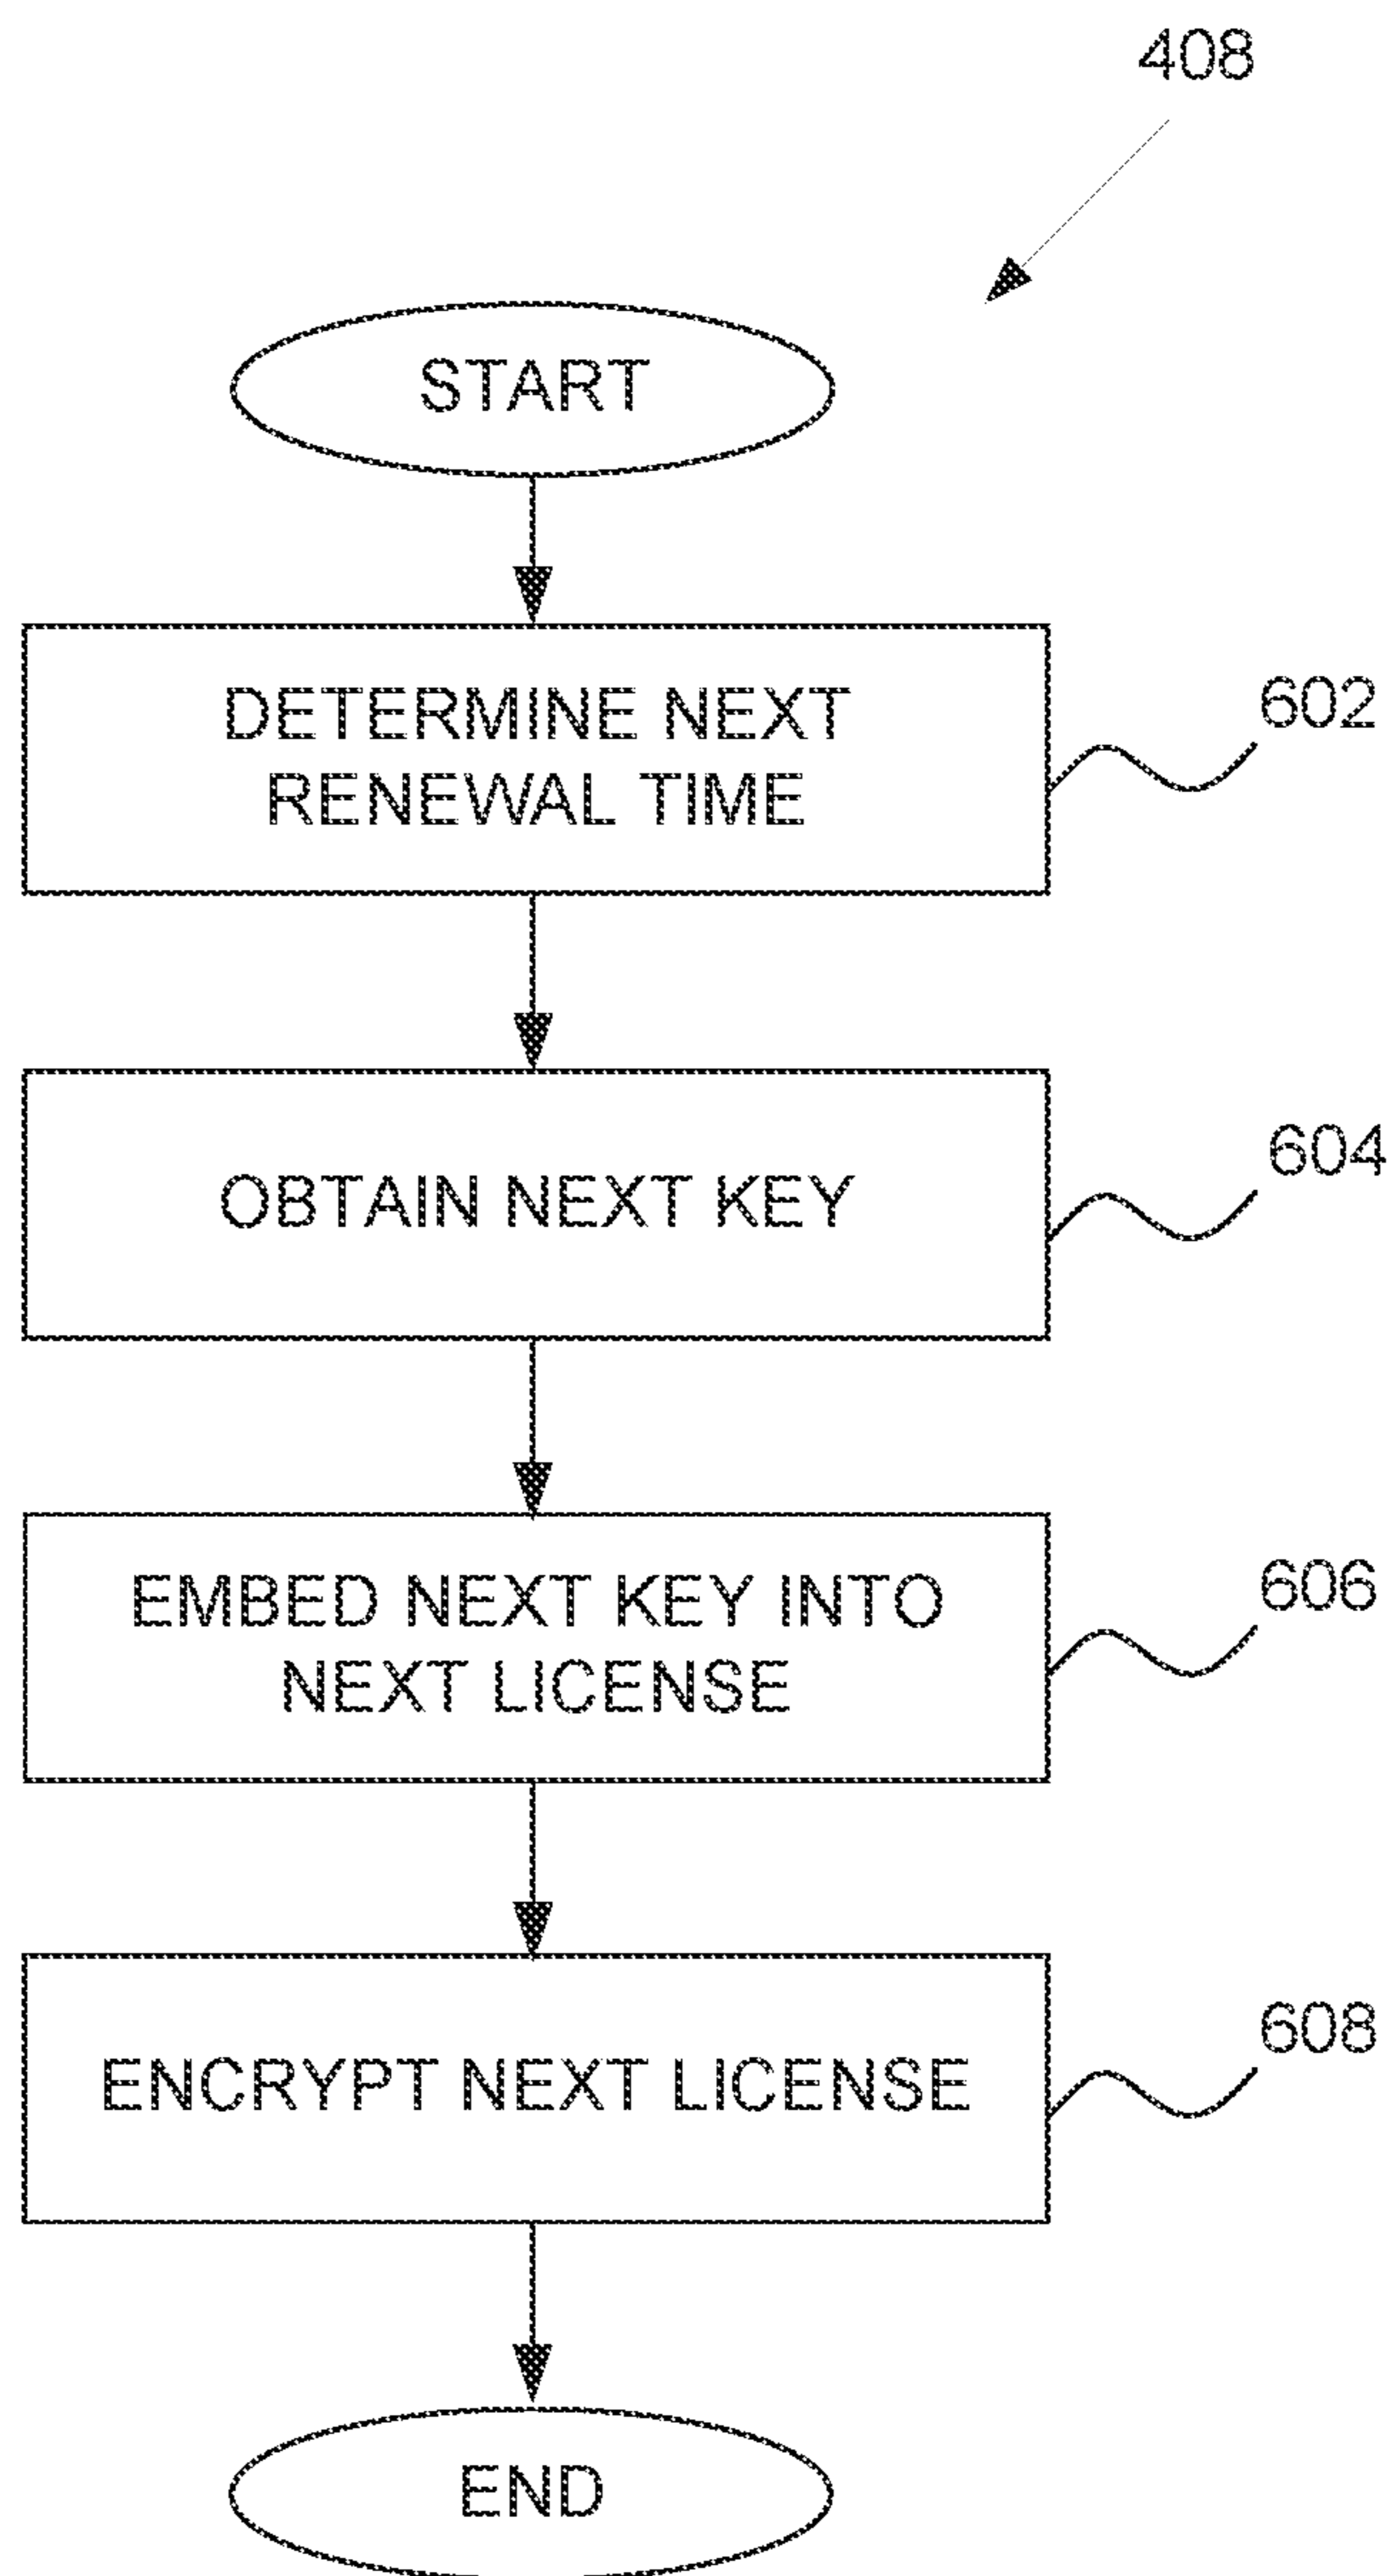 408
START
DETERMINE NEXT
RENEWAL TIME
602
OBTAIN NEXT KEY
604
EMBED NEXT KEY INTO
NEXT LICENSE
606
ENCRYPT NEXT LICENSE
608
END